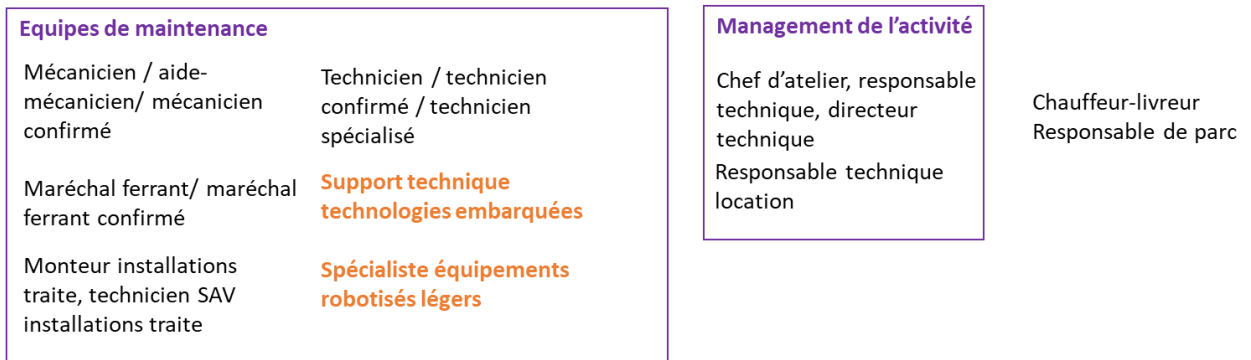 Equipes de maintenance
Mécanicien / aide-
mécanicien/ mécanicien
confirmé
Maréchal ferrant/ maréchal
ferrant confirmé
Monteur installations
traite, technicien SAV
installations traite
Technicien / technicien
confirmé / technicien
spécialisé
Support technique
technologies embarquées
Spécialiste équipements
robotisés légers
Management de l’activité
Chef d’atelier, responsable
technique, directeur
technique
Responsable technique
location
Chauffeur-livreur
Responsable de parc